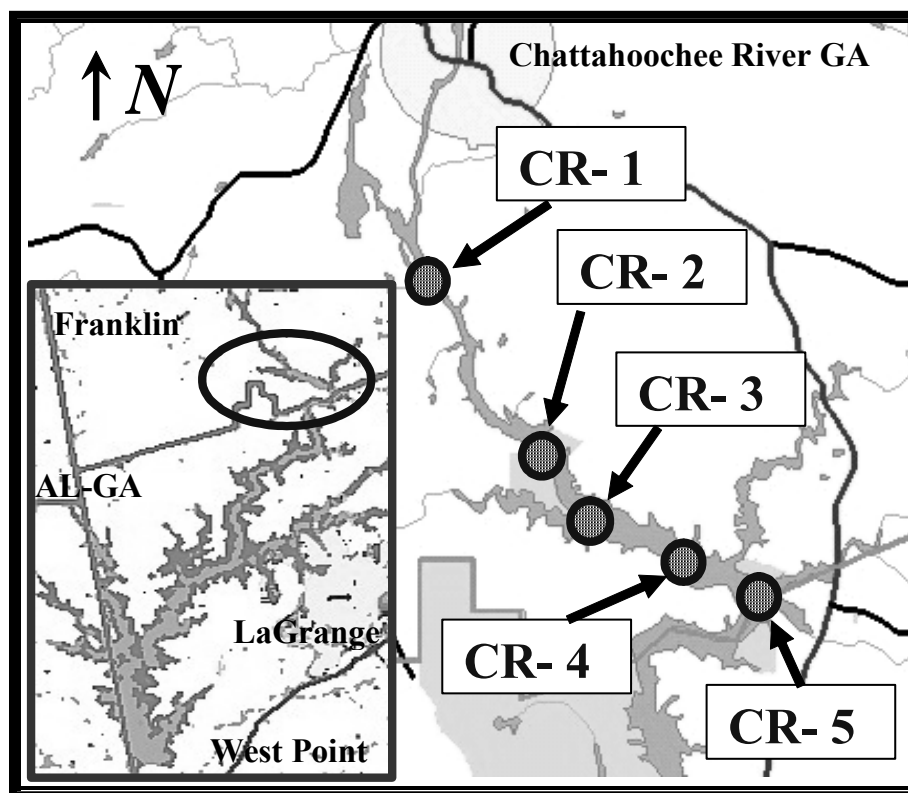 Chattahoochee River GA
N
CR- 1
CR- 2
CR- 3
CR- 4
CR- 5
Franklin
AL-GA
LaGrange
West Point